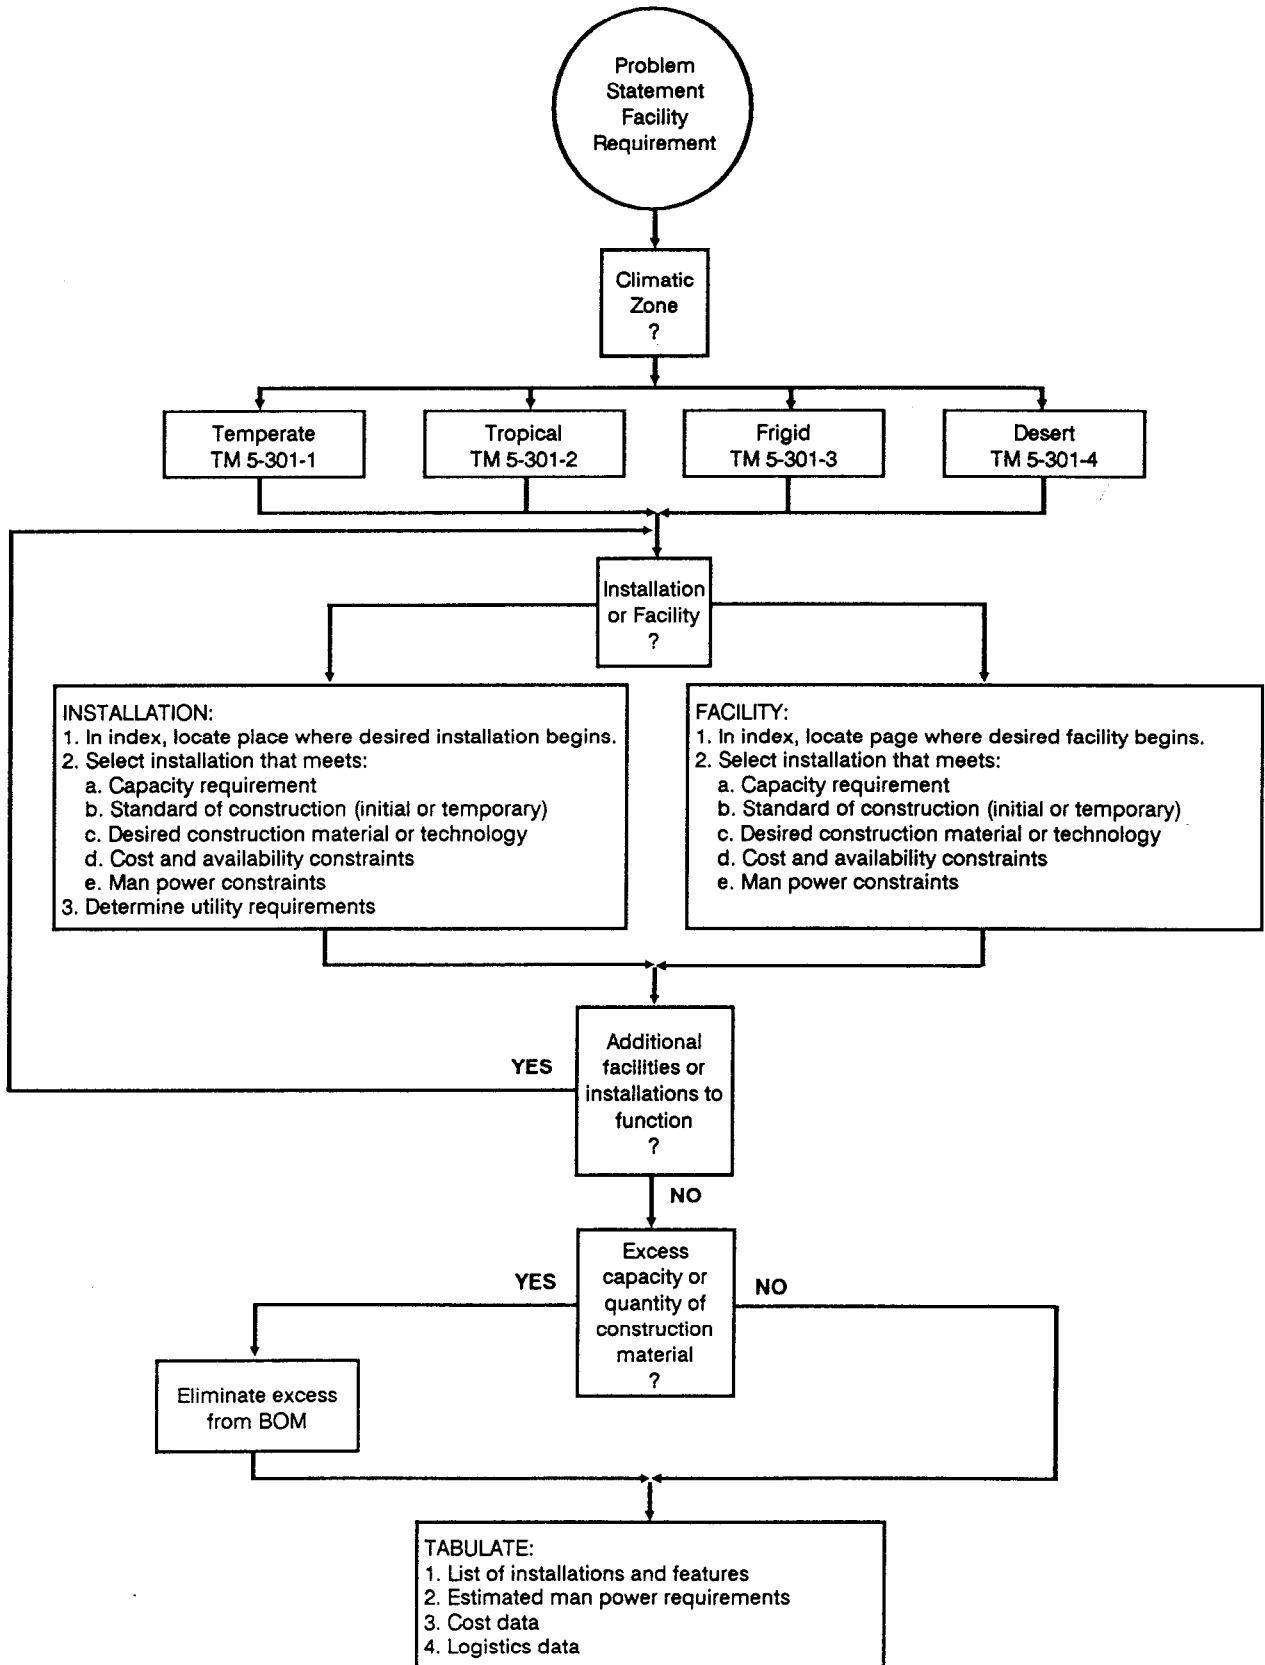 Problem
Statement
Facility
Requirement
Climatic
Zone
?
Temperate
TM 5-301-1
Tropical
TM 5-301-2
Frigid
TM 5-301-3
Desert
TM 5-301-4
Installation
or Facility
?
INSTALLATION:
1. In index, locate place where desired installation begins.
2. Select installation that meets:
a. Capacity requirement
b. Standard of construction (initial or temporary)
c. Desired construction material or technology
d. Cost and availability constraints
e. Man power constraints
3. Determine utility requirements
FACILITY:
1. In index, locate page where desired facility begins.
2. Select installation that meets:
a. Capacity requirement
b. Standard of construction (initial or temporary)
c. Desired construction material or technology
d. Cost and availability constraints
e. Man power constraints
Additional
facilities or
installations to
function
?
YES
NO
Excess
capacity or
quantity of
construction
material
?
YES
NO
Eliminate excess
from BOM
TABULATE:
1. List of installations and features
2. Estimated man power requirements
3. Cost data
4. Logistics data